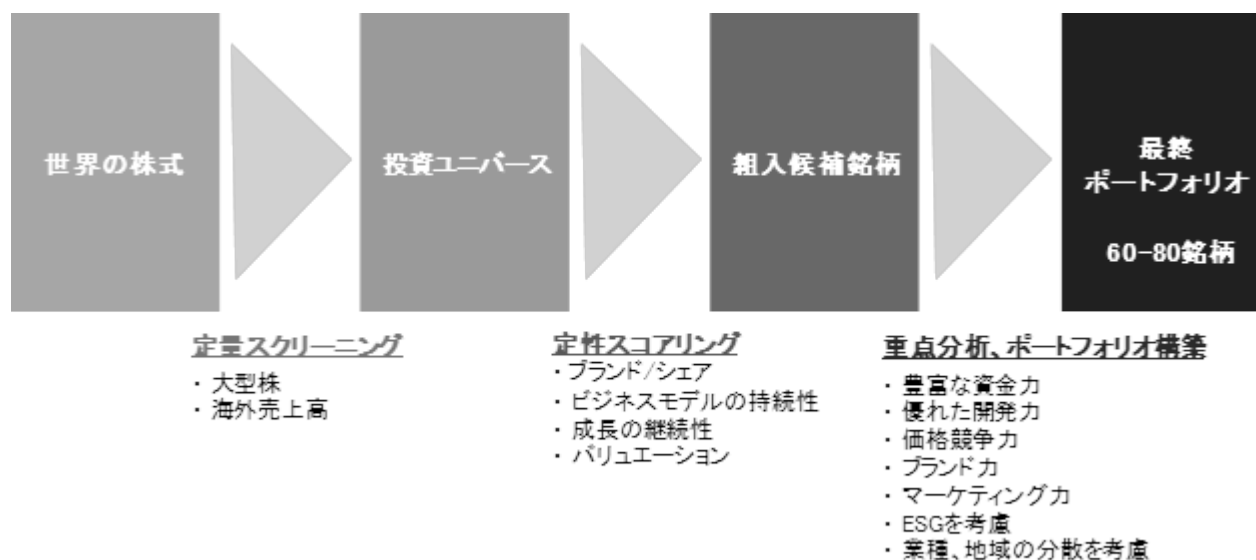 世界の株式
投資ユニバース
組入候補銘柄
最終
ポートフォリオ
60-80銘柄
定量スクリーニング
・ 大型株
・ 海外売上高
定性スコアリング
・ブランド/シェア
・ビジネスモデルの持続性
・ 成長の継続性
・ バリュエーション
重点分析、ポートフォリオ構築
・ 豊富な資金力
・ 優れた開発力
・ 価格競争力
・ ブランド力
・ マーケティング力
・ ESGを考慮
・ 業種、地域の分散を考慮